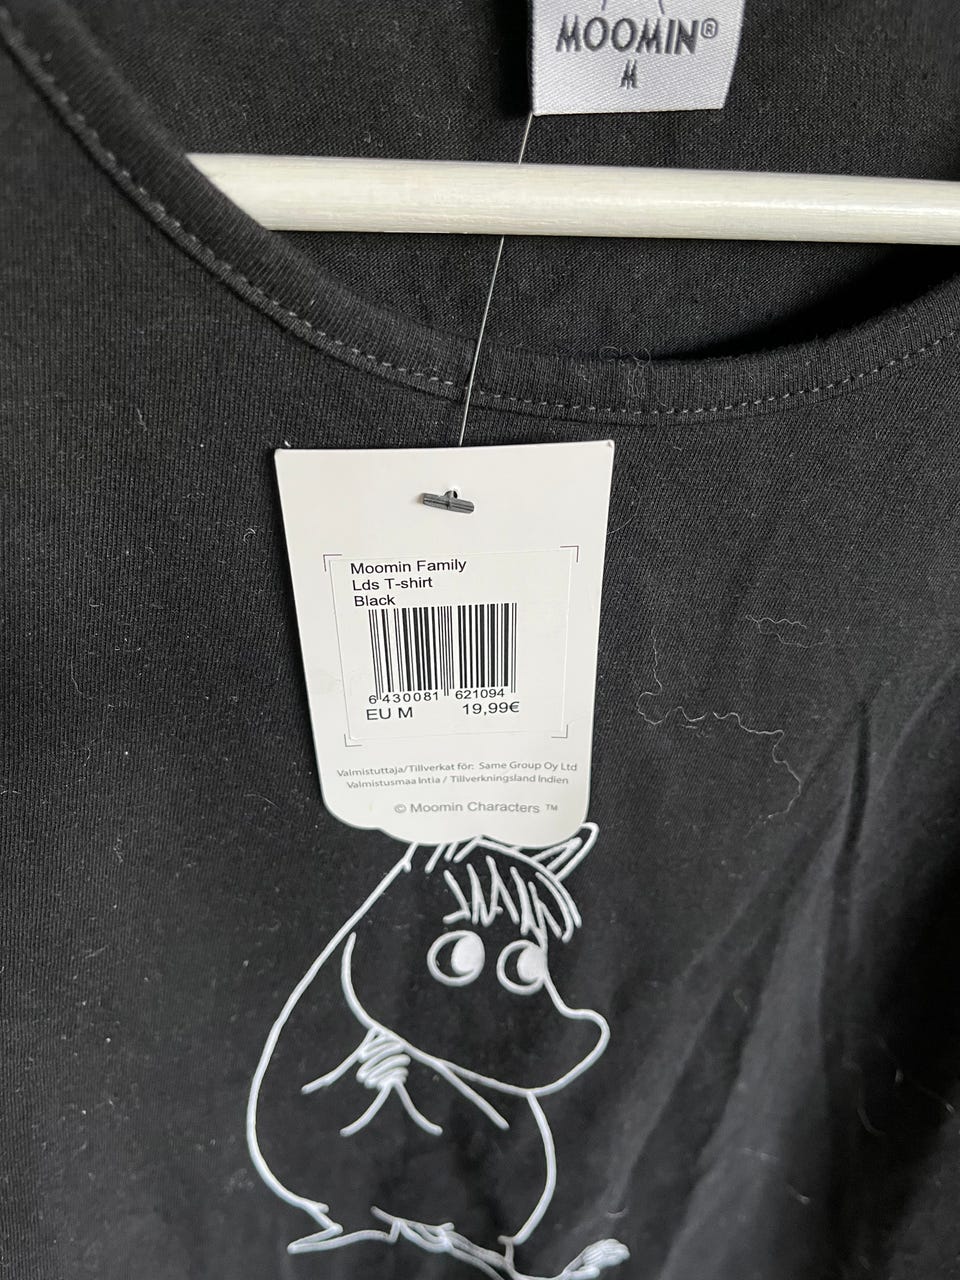 MOOMIN®
M
Moomin Family
Lds T-shirt
Black
6 430081 621094
EU M 19,99€
Valmistuttaja/Tillverkat för: Same Group Oy Ltd
Valmistusmaa Intia / Tillverkningsland Indien
© Moomin Characters ™